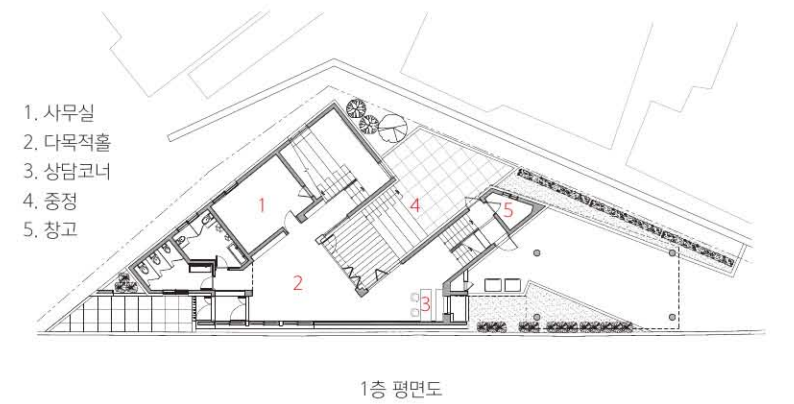 1. 사무실
2. 다목적홀
3. 상담코너
4. 중정
5. 창고
1
2
3
4
5
1층 평면도